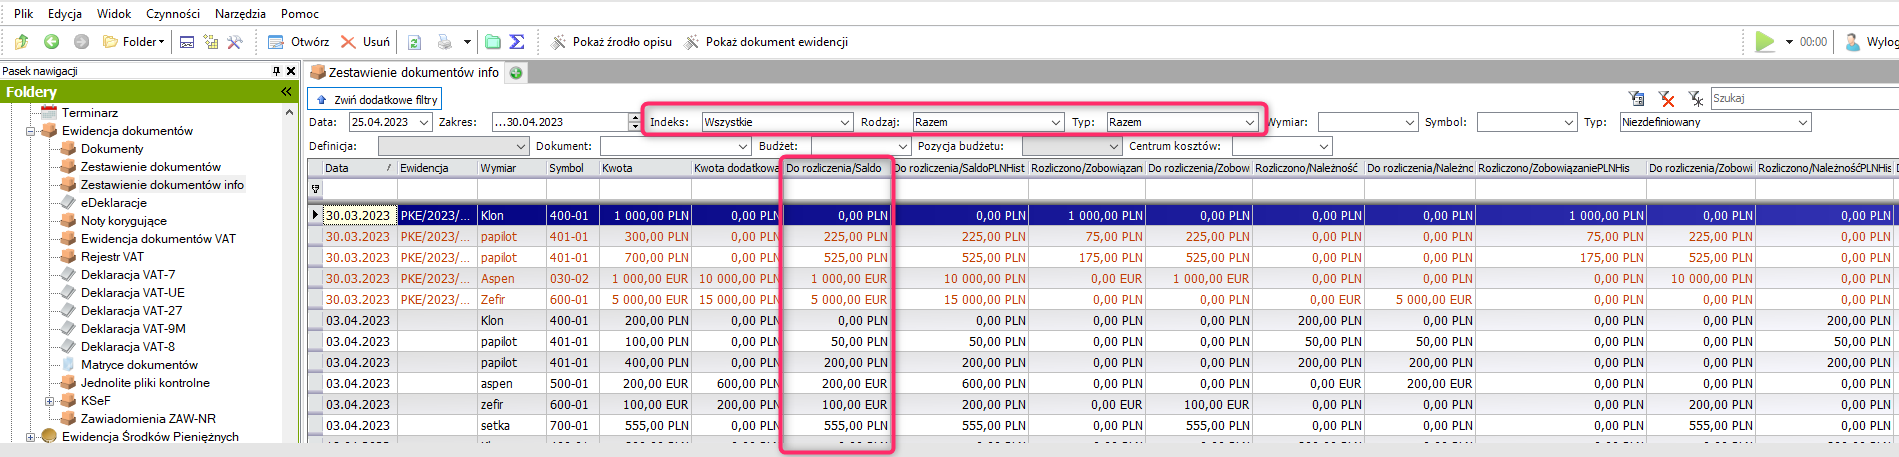 Plik Edycja Widok Czynności Narzędzia Pomoc
Folder Otwórz Usuń Pokaż źrodło opisu Pokaż dokument ewidencji 00:00 Wylog
Pasek nawigacji
Foldery
Terminarz
Ewidencja dokumentów
Dokumenty
Zestawienie dokumentów
Zestawienie dokumentów info
eDeklaracje
Noty korygujące
Ewidencja dokumentów VAT
Rejestr VAT
Deklaracja VAT-7
Deklaracja VAT-UE
Deklaracja VAT-27
Deklaracja VAT-9M
Deklaracja VAT-8
Matryce dokumentów
Jednolite pliki kontrolne
KSeF
Zawiadomienia ZAW-NR
Ewidencja Środków Pieniężnych
Zestawienie dokumentów info
Zwiń dodatkowe filtry Szukaj
Data: 25.04.2023 Zakres: ...30.04.2023 Indeks: Wszystkie Rodzaj: Razem Typ: Razem Wymiar: Symbol: Typ: Niezdefiniowany
Definicja: Dokument: Budżet: Pozycja budżetu: Centrum kosztów:
Data / Ewidencja Wymiar Symbol Kwota Kwota dodatkowa Do rozliczenia/Saldo Do rozliczenia/SaldoPLNHist Rozliczono/Zobowiązan Do rozliczenia/Zobow Rozliczono/Należność Do rozliczenia/Należnc Rozliczono/ZobowiązaniePLNHis Do rozliczenia/Zobowi Rozliczono/NależnośćPLNHis
30.03.2023 PKE/2023/... Klon 400-01 1 000,00 PLN 0,00 PLN 0,00 PLN 0,00 PLN 1 000,00 PLN 0,00 PLN 0,00 PLN 0,00 PLN 1 000,00 PLN 0,00 PLN 0,00 PLN
30.03.2023 PKE/2023/... papilot 401-01 300,00 PLN 0,00 PLN 225,00 PLN 225,00 PLN 75,00 PLN 225,00 PLN 0,00 PLN 0,00 PLN 75,00 PLN 225,00 PLN 0,00 PLN
30.03.2023 PKE/2023/... papilot 401-01 700,00 PLN 0,00 PLN 525,00 PLN 525,00 PLN 175,00 PLN 525,00 PLN 0,00 PLN 0,00 PLN 175,00 PLN 525,00 PLN 0,00 PLN
30.03.2023 PKE/2023/... Aspen 030-02 1 000,00 EUR 10 000,00 PLN 1 000,00 EUR 10 000,00 PLN 0,00 EUR 1 000,00 EUR 0,00 PLN 0,00 PLN 0,00 PLN 10 000,00 PLN 0,00 PLN
30.03.2023 PKE/2023/... Zefir 600-01 5 000,00 EUR 15 000,00 PLN 5 000,00 EUR 15 000,00 PLN 0,00 PLN 0,00 PLN 0,00 EUR 5 000,00 EUR 0,00 PLN 0,00 PLN 0,00 PLN
03.04.2023 Klon 400-01 200,00 PLN 0,00 PLN 0,00 PLN 0,00 PLN 0,00 PLN 0,00 PLN 200,00 PLN 0,00 PLN 0,00 PLN 0,00 PLN 200,00 PLN
03.04.2023 papilot 401-01 100,00 PLN 0,00 PLN 50,00 PLN 50,00 PLN 0,00 PLN 0,00 PLN 50,00 PLN 50,00 PLN 0,00 PLN 0,00 PLN 50,00 PLN
03.04.2023 papilot 401-01 400,00 PLN 0,00 PLN 200,00 PLN 200,00 PLN 0,00 PLN 0,00 PLN 200,00 PLN 200,00 PLN 0,00 PLN 0,00 PLN 200,00 PLN
03.04.2023 aspen 500-01 200,00 EUR 600,00 PLN 200,00 EUR 600,00 PLN 0,00 PLN 0,00 PLN 0,00 EUR 200,00 EUR 0,00 PLN 0,00 PLN 0,00 PLN
03.04.2023 zefir 600-01 100,00 EUR 200,00 PLN 100,00 EUR 200,00 PLN 0,00 EUR 100,00 EUR 0,00 PLN 0,00 PLN 0,00 PLN 200,00 PLN 0,00 PLN
03.04.2023 setka 700-01 555,00 PLN 0,00 PLN 555,00 PLN 555,00 PLN 0,00 PLN 555,00 PLN 0,00 PLN 0,00 PLN 0,00 PLN 555,00 PLN 0,00 PLN